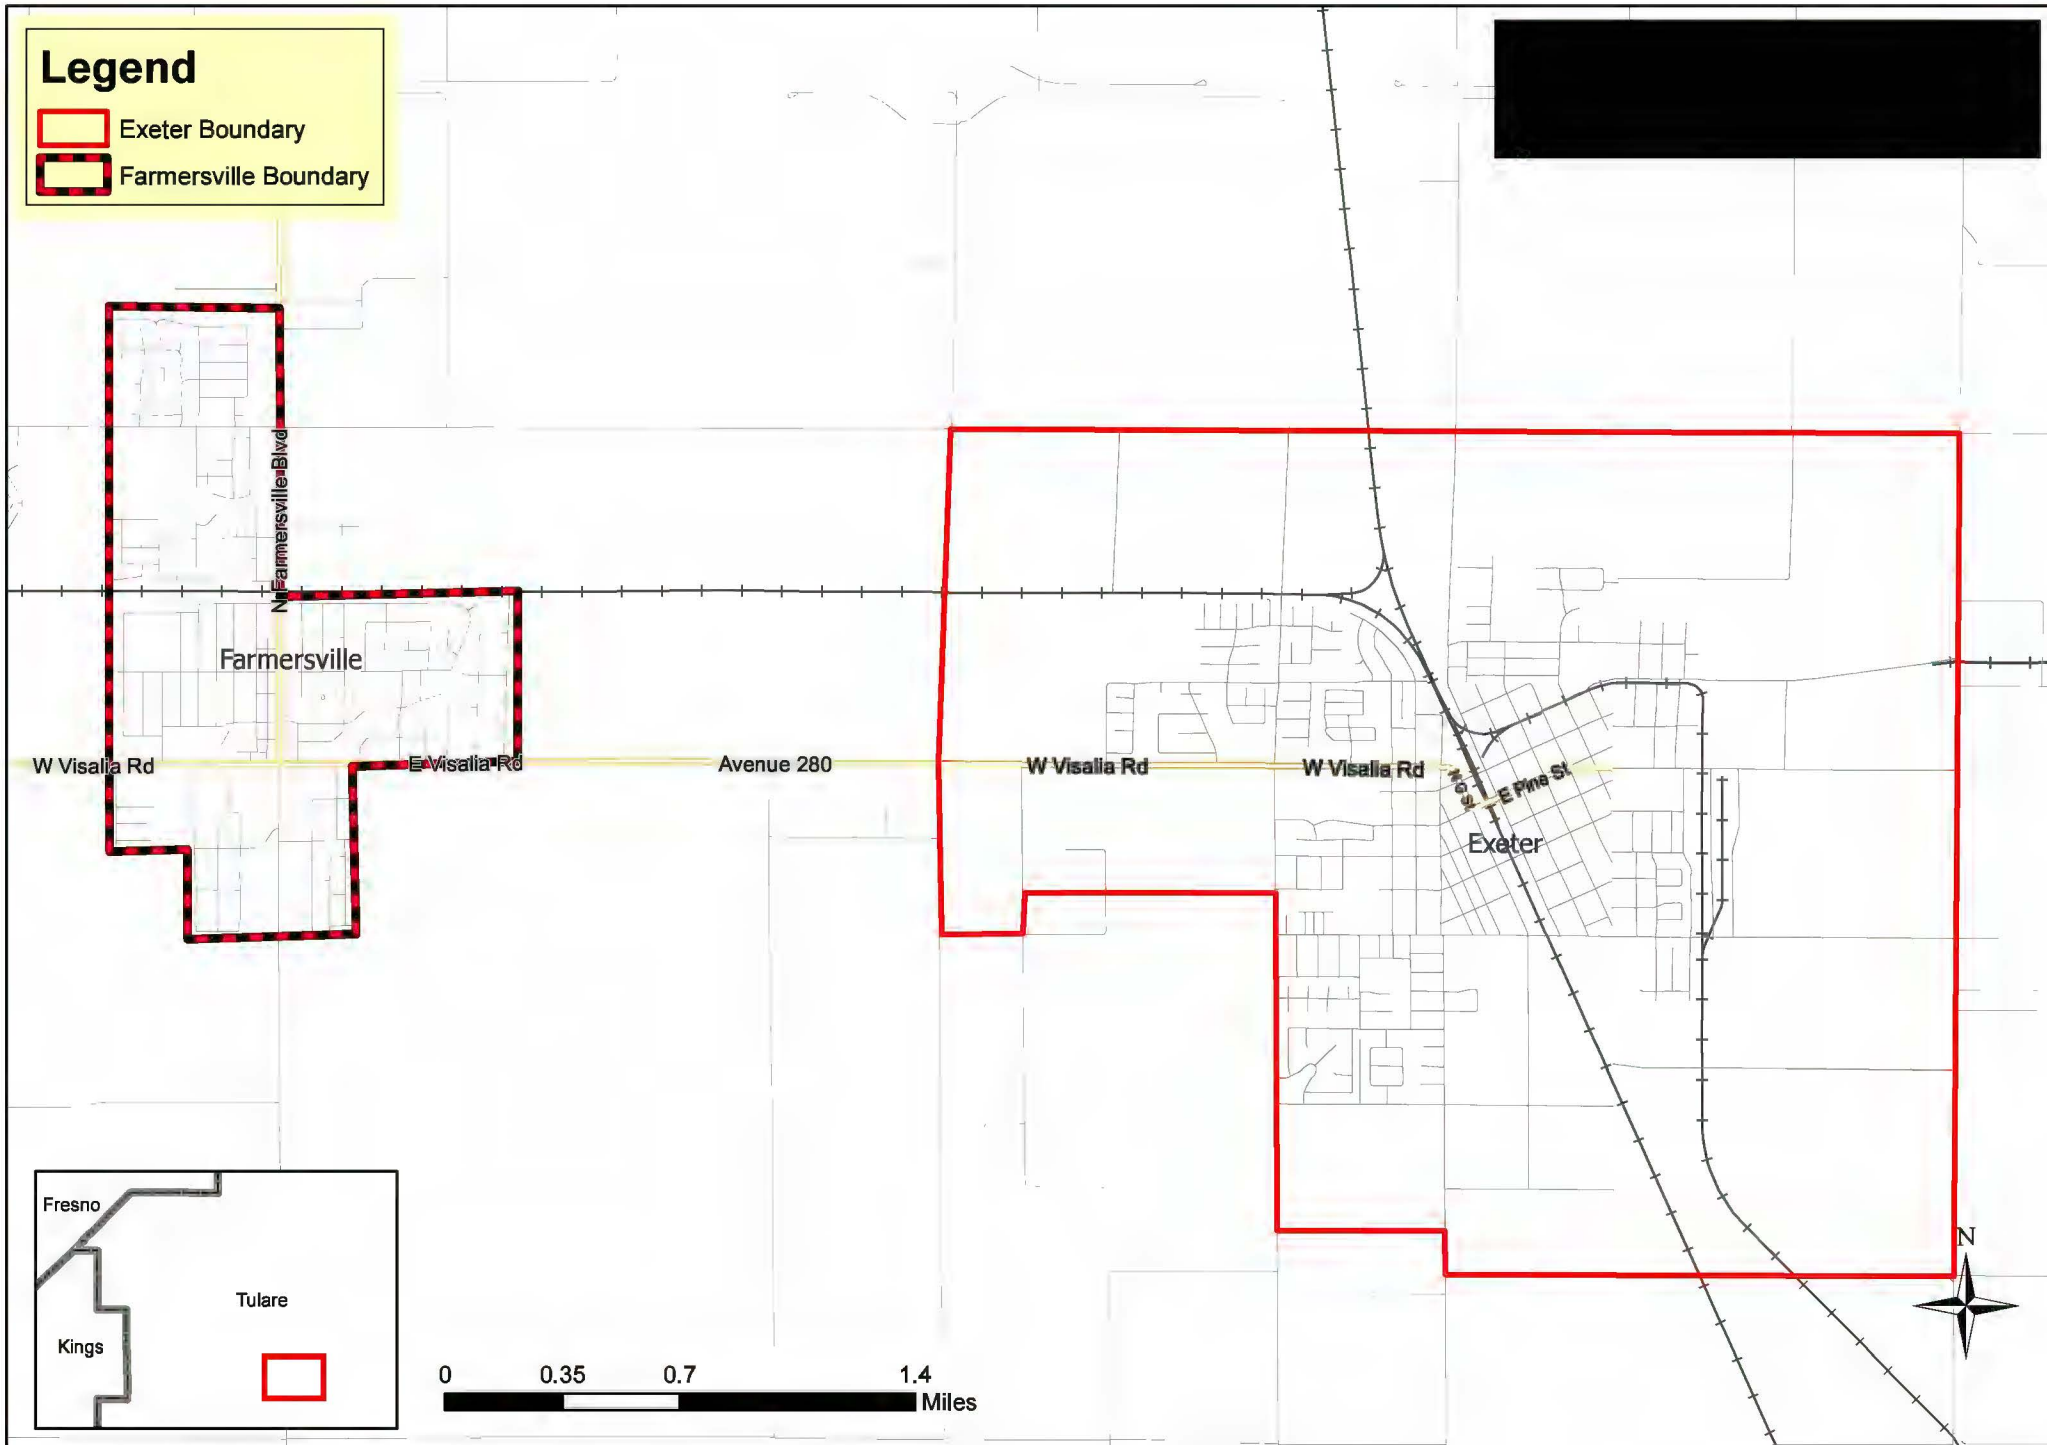 Legend
Exeter Boundary
Farmersville Boundary
N Farmersville Blvd
Farmersville
W Visalia Rd
E Visalia Rd
Avenue 280
W Visalia Rd
W Visalia Rd
N G St
E Pine St
Exeter
Fresno
Tulare
Kings
0 0.35 0.7 1.4
Miles
N